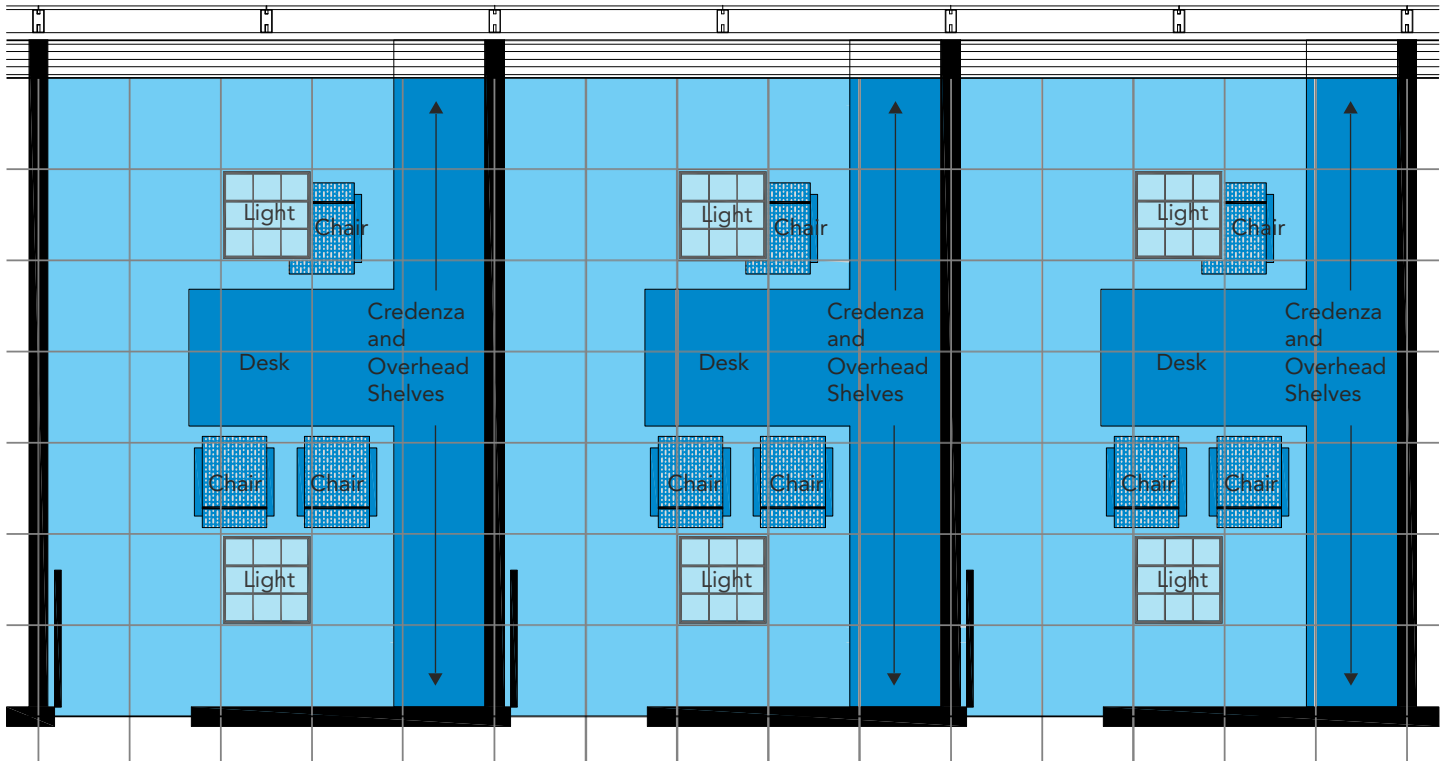 Light
Chair
Credenza
and
Overhead
Shelves
Desk
Chair
Chair
Light
Light
Chair
Credenza
and
Overhead
Shelves
Desk
Chair
Chair
Light
Light
Chair
Credenza
and
Overhead
Shelves
Desk
Chair
Chair
Light